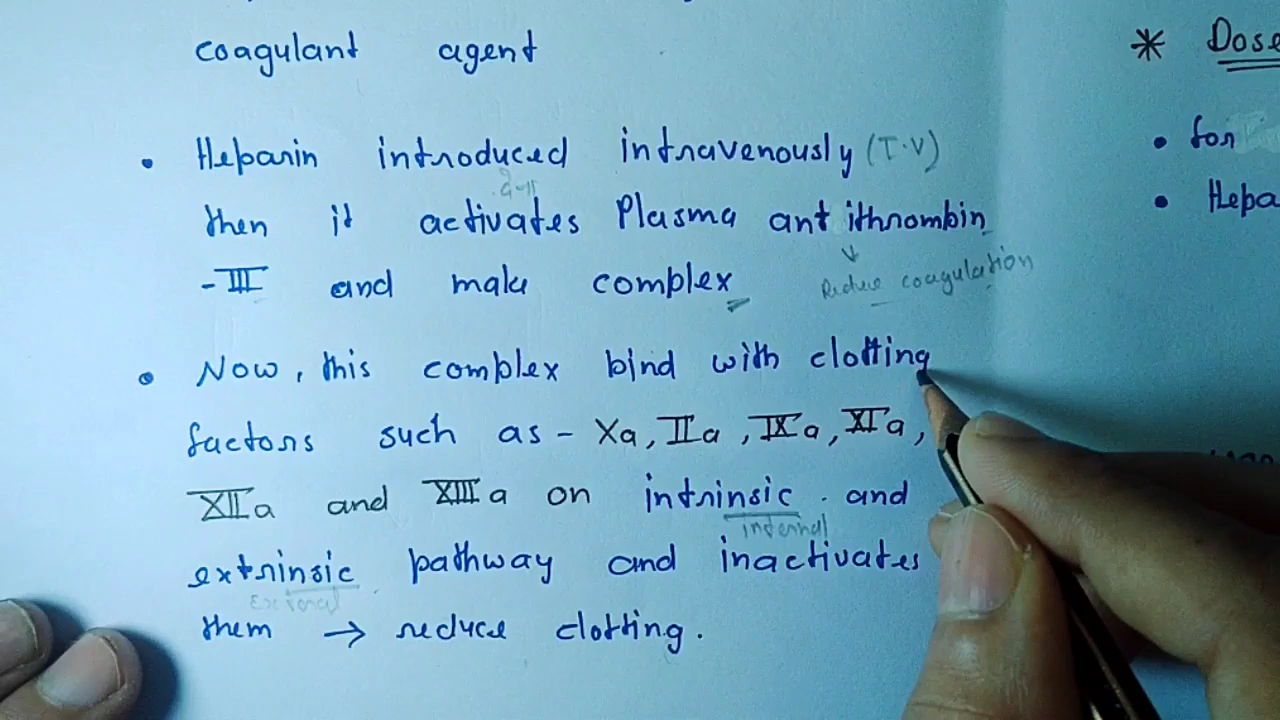 coagulant agent
• Heparin introduced intravenously (I.V)
then it activates Plasma antithrombin
-III and make complex
Reduce coagulation
• Now, this complex bind with clotting
factors such as - Xa, IIa, IXa, XIa,
XIIa and XIIIa on intrinsic and
internal
extrinsic pathway and inactivates
External
them → reduce clotting.
* Dose
• for
• Hepa